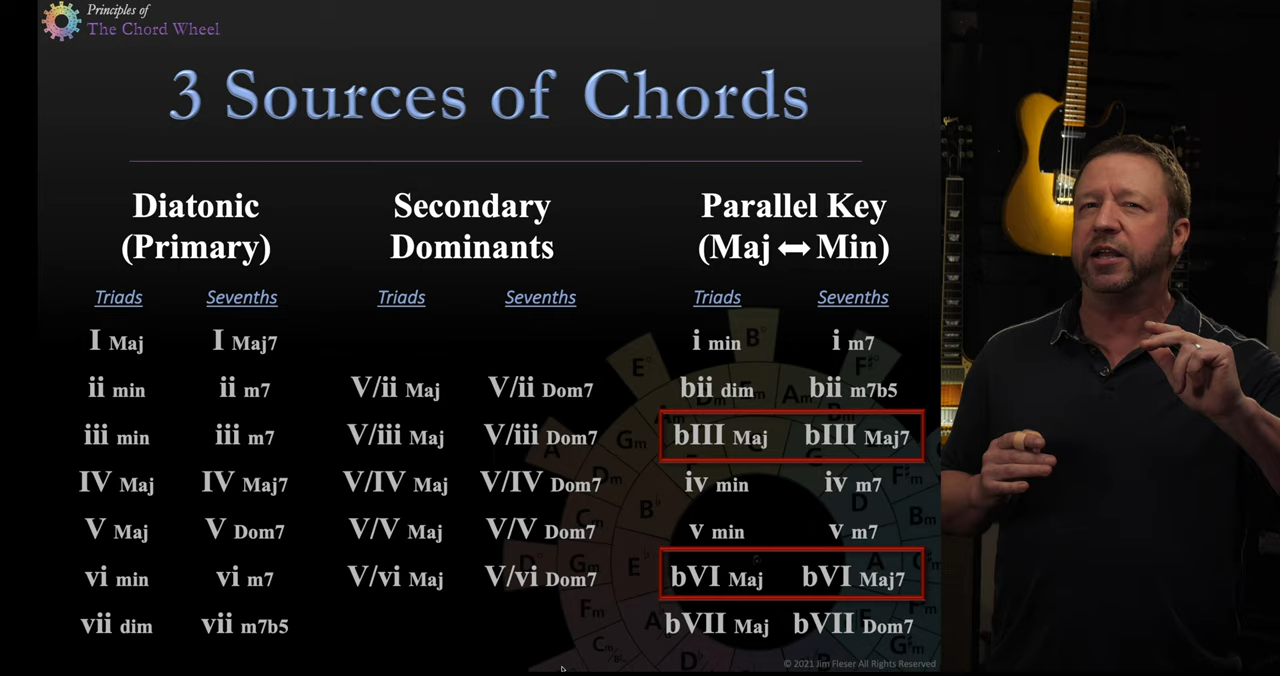 Principles of
The Chord Wheel
3 Sources of Chords
Diatonic
(Primary)
Secondary
Dominants
Parallel Key
(Maj ⬌ Min)
Triads Sevenths Triads Sevenths Triads Sevenths
I Maj I Maj7 i min i m7
ii min ii m7 V/ii Maj V/ii Dom7 bii dim bii m7b5
iii min iii m7 V/iii Maj V/iii Dom7 bIII Maj bIII Maj7
IV Maj IV Maj7 V/IV Maj V/IV Dom7 iv min iv m7
V Maj V Dom7 V/V Maj V/V Dom7 v min v m7
vi min vi m7 V/vi Maj V/vi Dom7 bVI Maj bVI Maj7
vii dim vii m7b5 bVII Maj bVII Dom7
© 2021 Jim Fleser All Rights Reserved